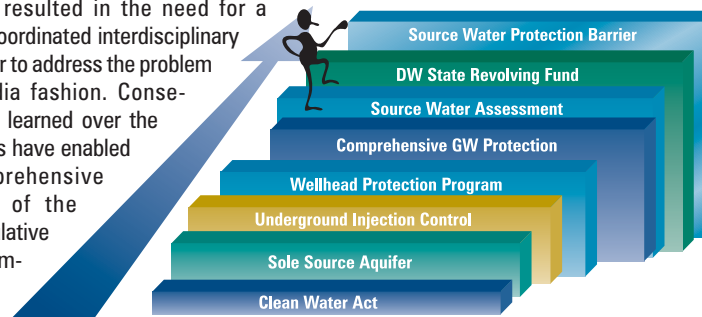 resulted in the need for a
oordinated interdisciplinary
r to address the problem
dia fashion. Conse-
learned over the
s have enabled
prehensive
of the
lative
m-
Source Water Protection Barrier
DW State Revolving Fund
Source Water Assessment
Comprehensive GW Protection
Wellhead Protection Program
Underground Injection Control
Sole Source Aquifer
Clean Water Act